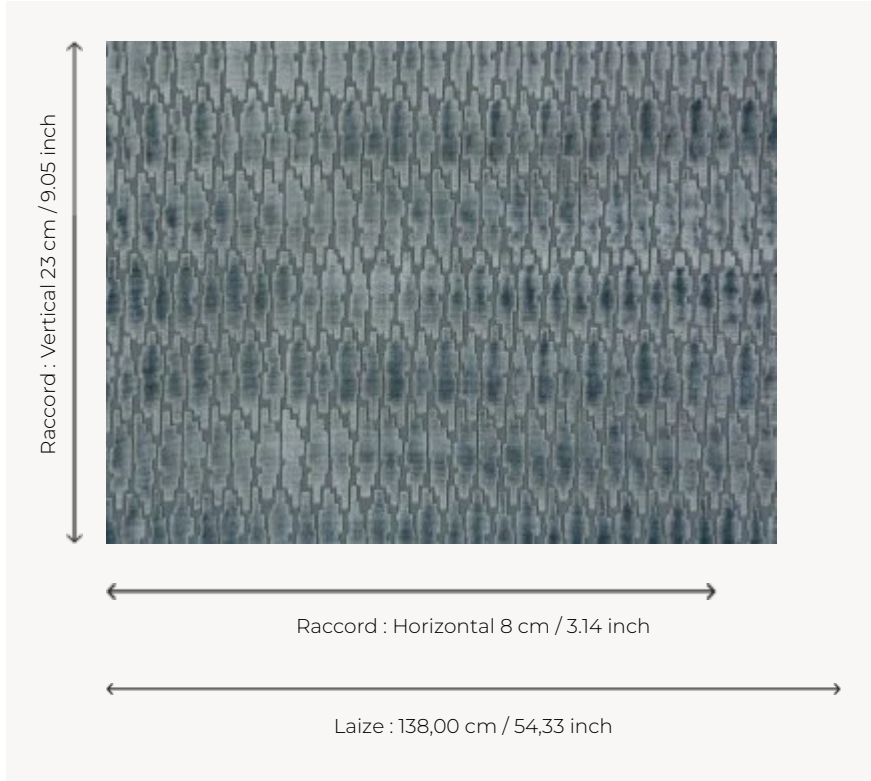 Raccord : Vertical 23 cm / 9.05 inch
Raccord : Horizontal 8 cm / 3.14 inch
Laize : 138,00 cm / 54,33 inch